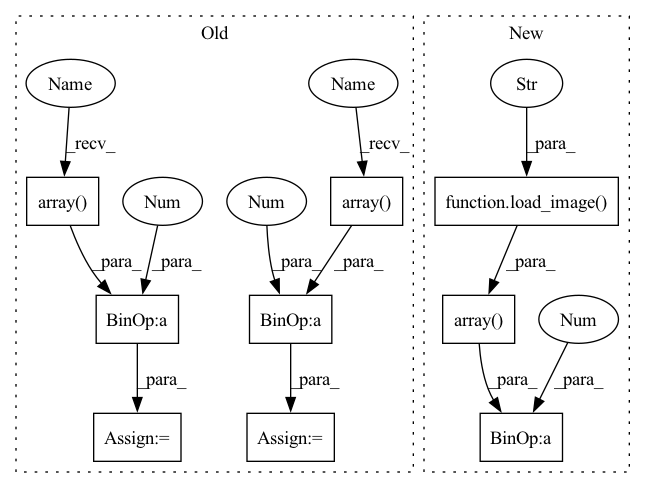 Old
New
Name
Name
Str
_recv_
_recv_
_para_
array()
Num
Num
array()
function.load_image()
_para_
_para_
_para_
_para_
_para_
BinOp:a
BinOp:a
array()
Num
_para_
_para_
_para_
_para_
Assign:=
Assign:=
BinOp:a